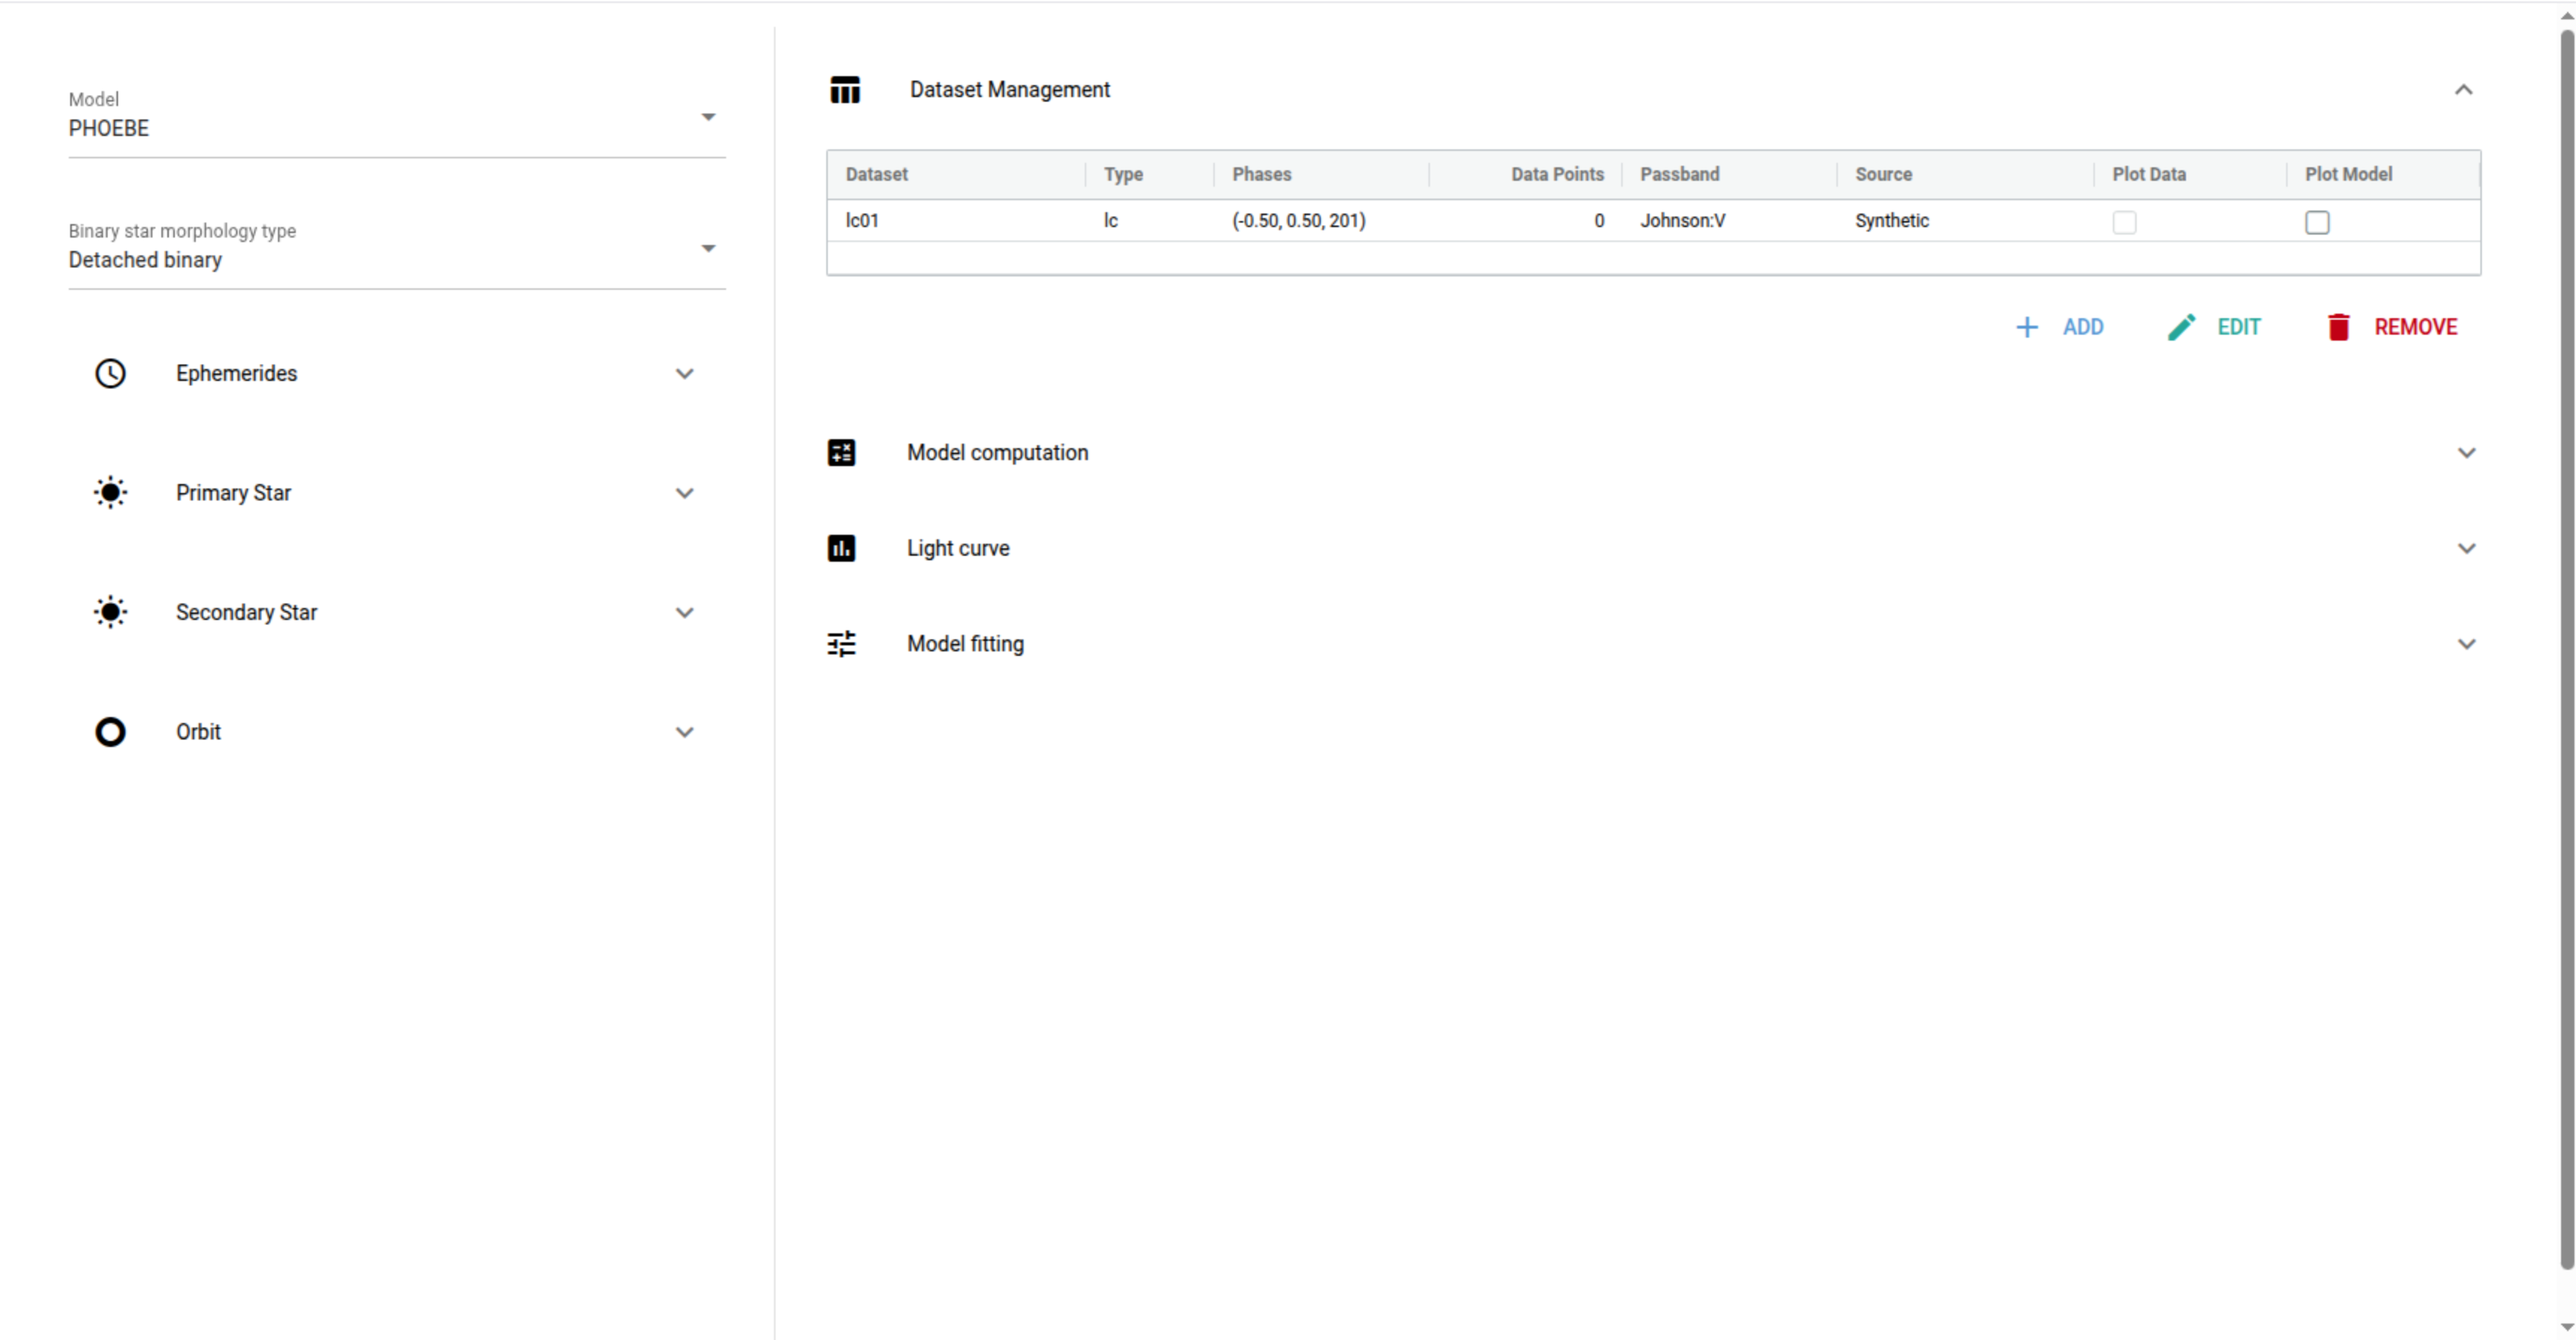 Model
PHOEBE
Binary star morphology type
Detached binary
Ephemerides
Primary Star
Secondary Star
Orbit
Dataset Management
Dataset Type Phases Data Points Passband Source Plot Data Plot Model
lc01 lc (-0.50, 0.50, 201) 0 Johnson:V Synthetic
ADD EDIT REMOVE
Model computation
Light curve
Model fitting